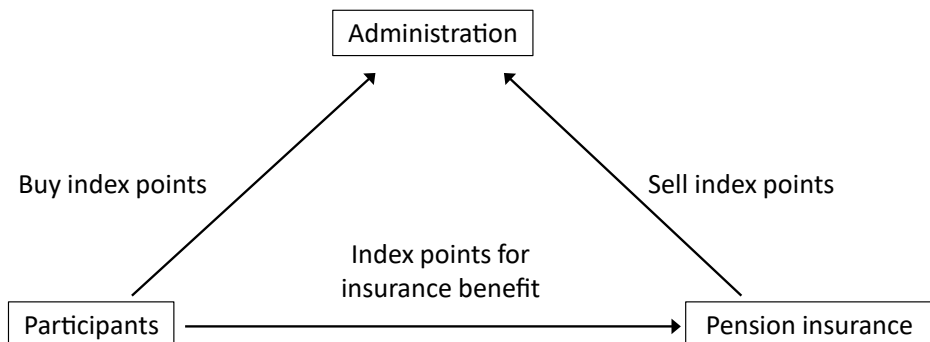 Administration
Buy index points
Sell index points
Index points for
insurance benefit
Participants
Pension insurance